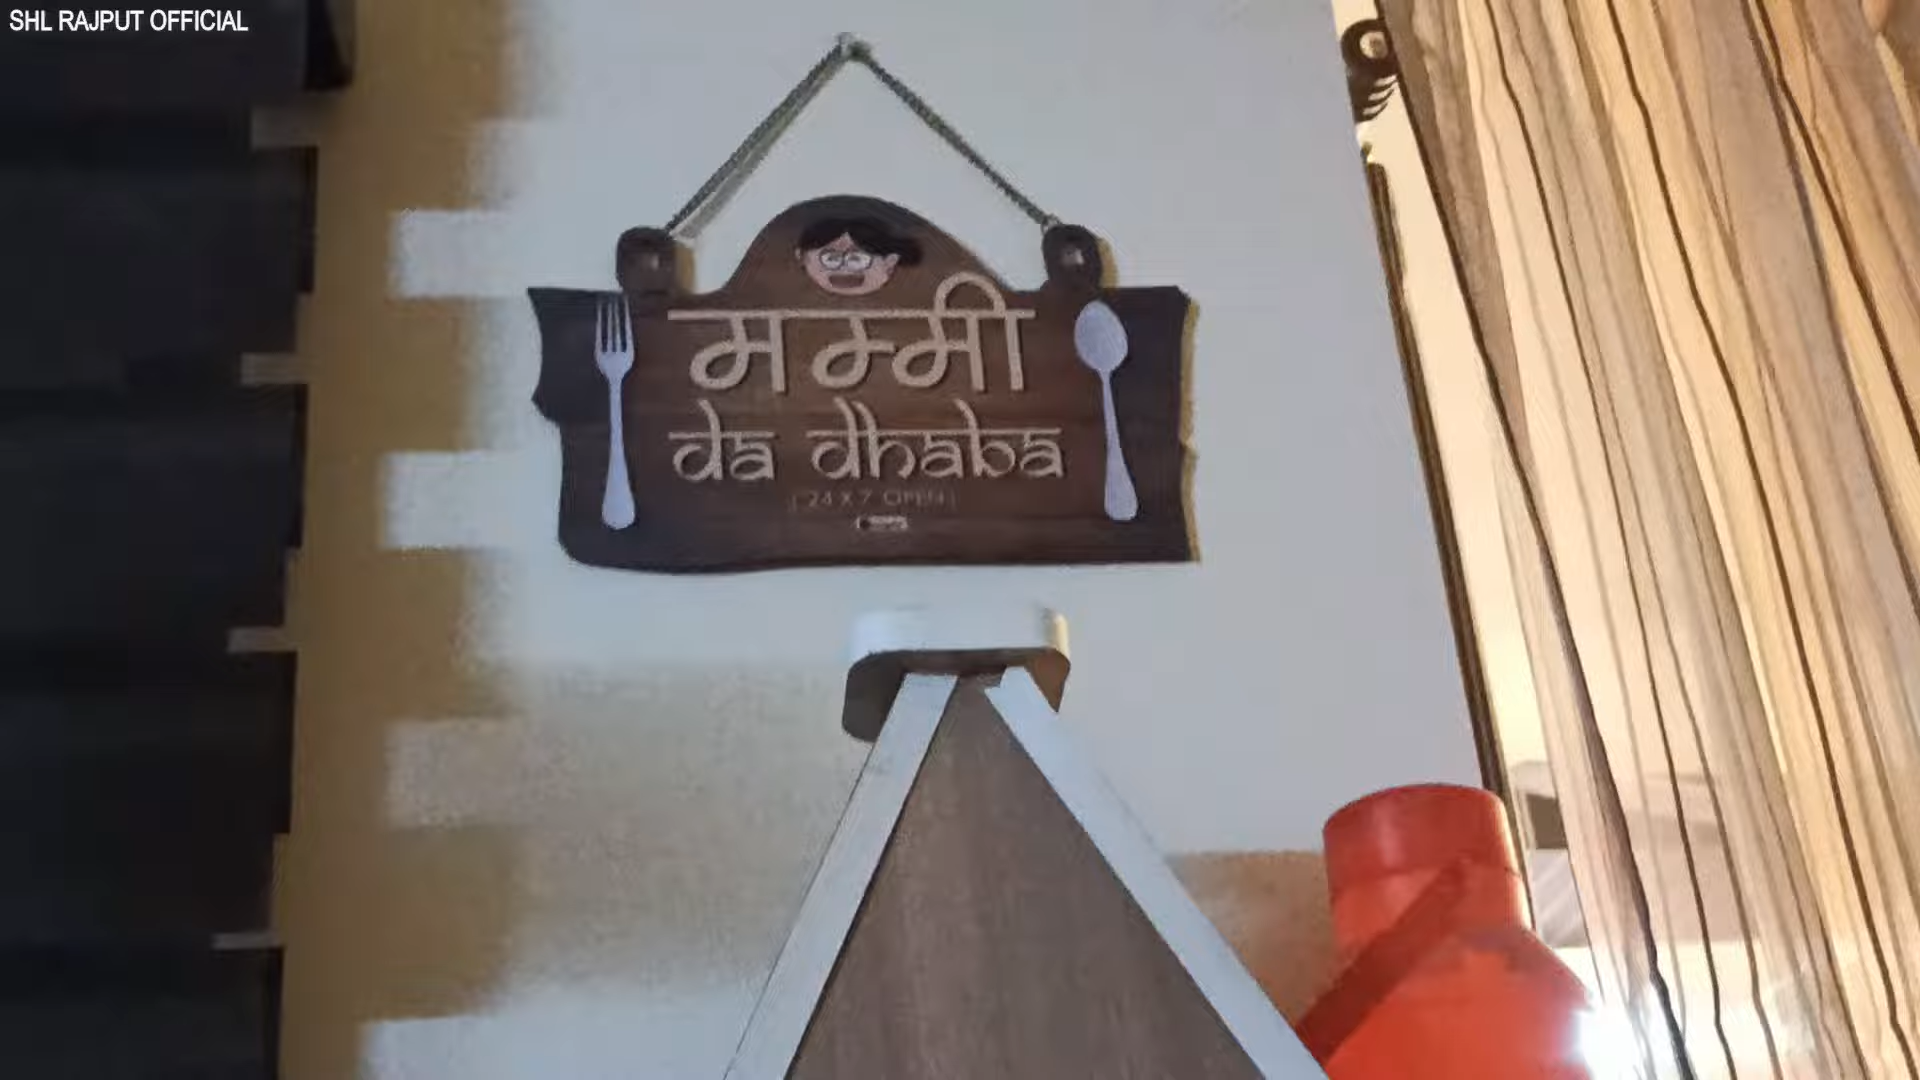 SHL RAJPUT OFFICIAL
मम्मी
da dhaba
( 24 X 7 OPEN )